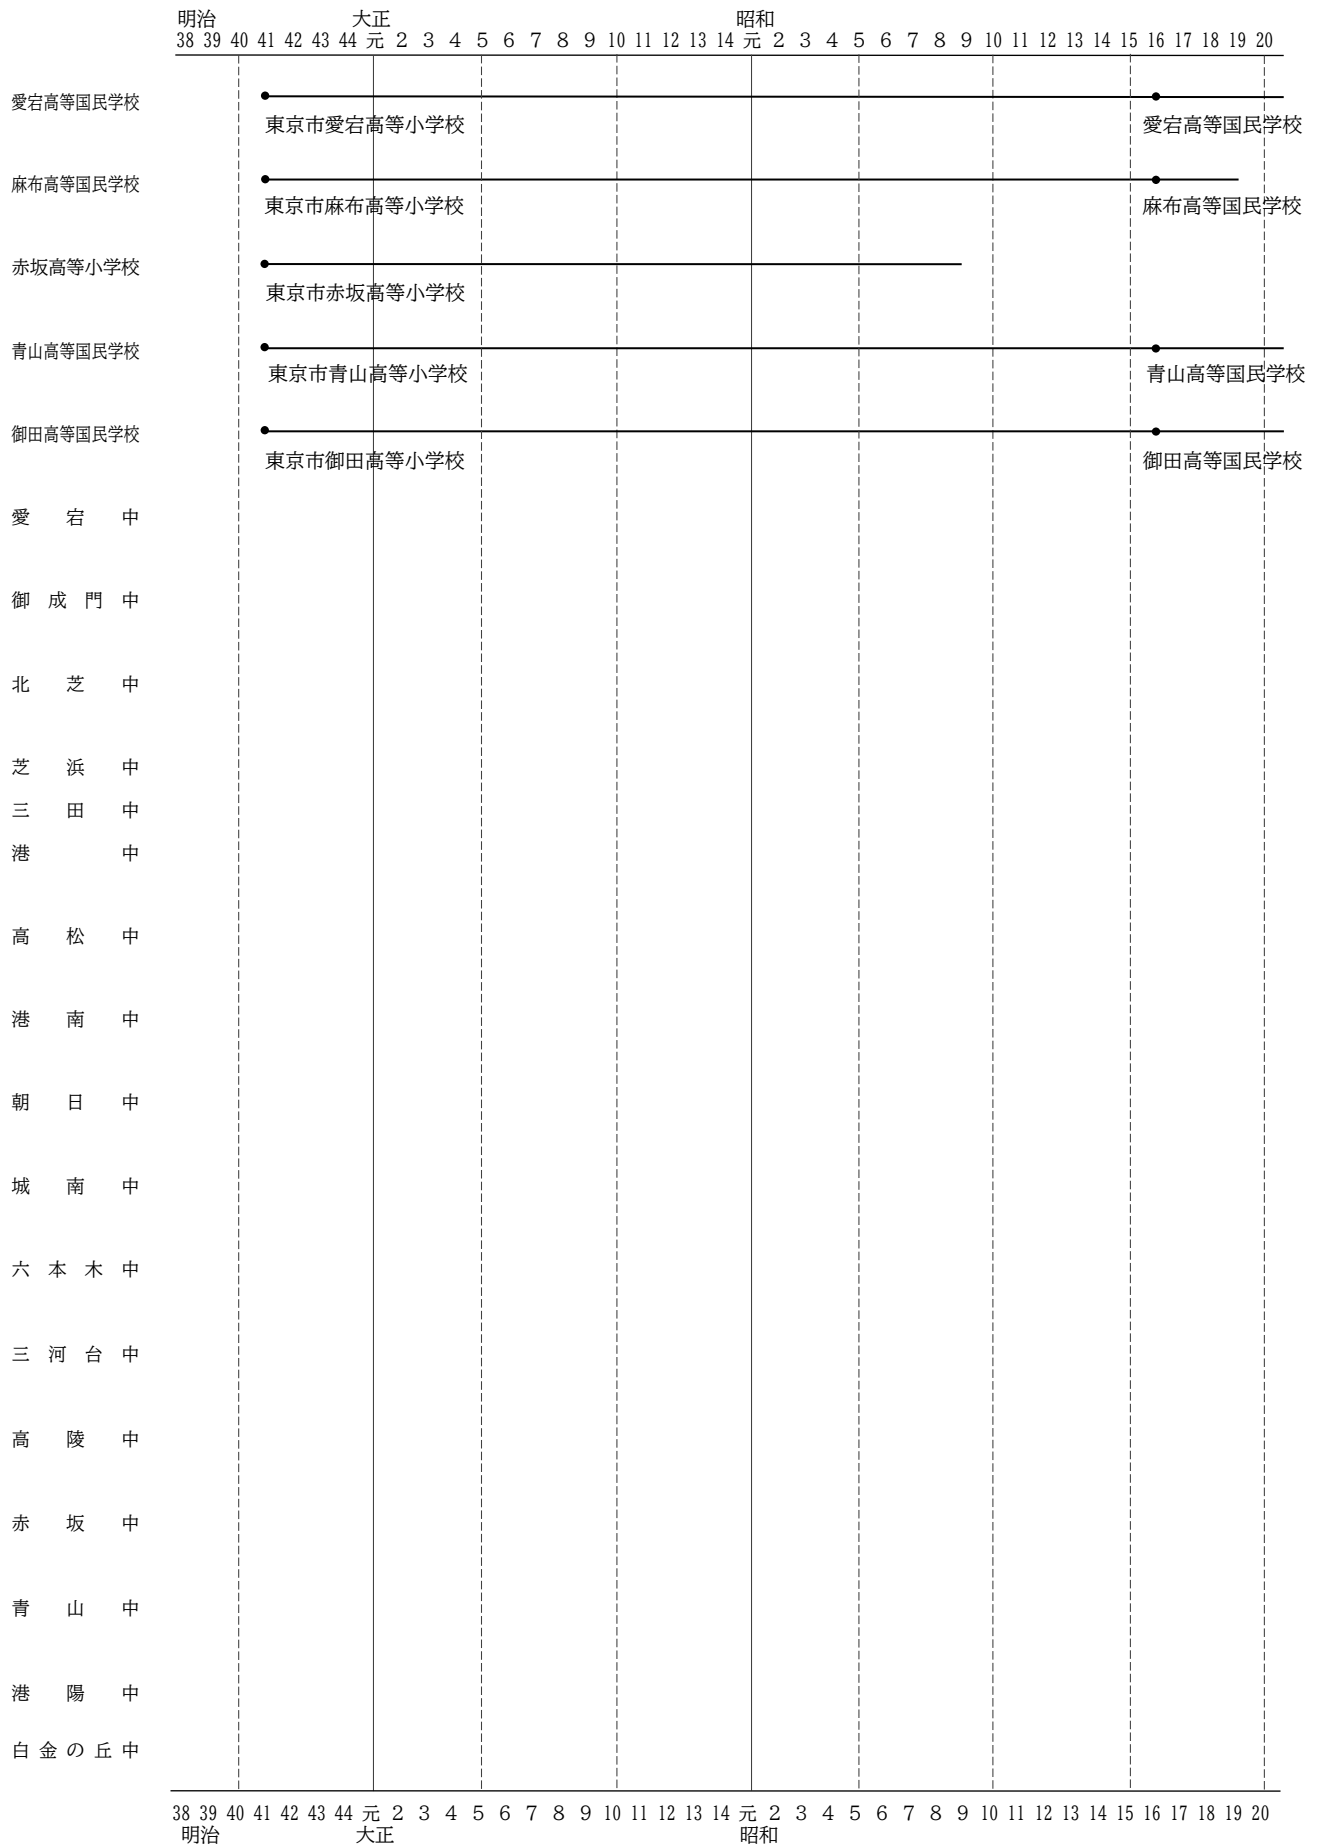 明治 大正 昭和
38 39 40 41 42 43 44 元 2 3 4 5 6 7 8 9 10 11 12 13 14 元 2 3 4 5 6 7 8 9 10 11 12 13 14 15 16 17 18 19 20
愛宕高等国民学校
東京市愛宕高等小学校 愛宕高等国民学校
麻布高等国民学校
東京市麻布高等小学校 麻布高等国民学校
赤坂高等小学校
東京市赤坂高等小学校
青山高等国民学校
東京市青山高等小学校 青山高等国民学校
御田高等国民学校
東京市御田高等小学校 御田高等国民学校
愛宕中
御成門中
北芝中
芝浜中
三田中
港中
高松中
港南中
朝日中
城南中
六本木中
三河台中
高陵中
赤坂中
青山中
港陽中
白金の丘中
38 39 40 41 42 43 44 元 2 3 4 5 6 7 8 9 10 11 12 13 14 元 2 3 4 5 6 7 8 9 10 11 12 13 14 15 16 17 18 19 20
明治 大正 昭和